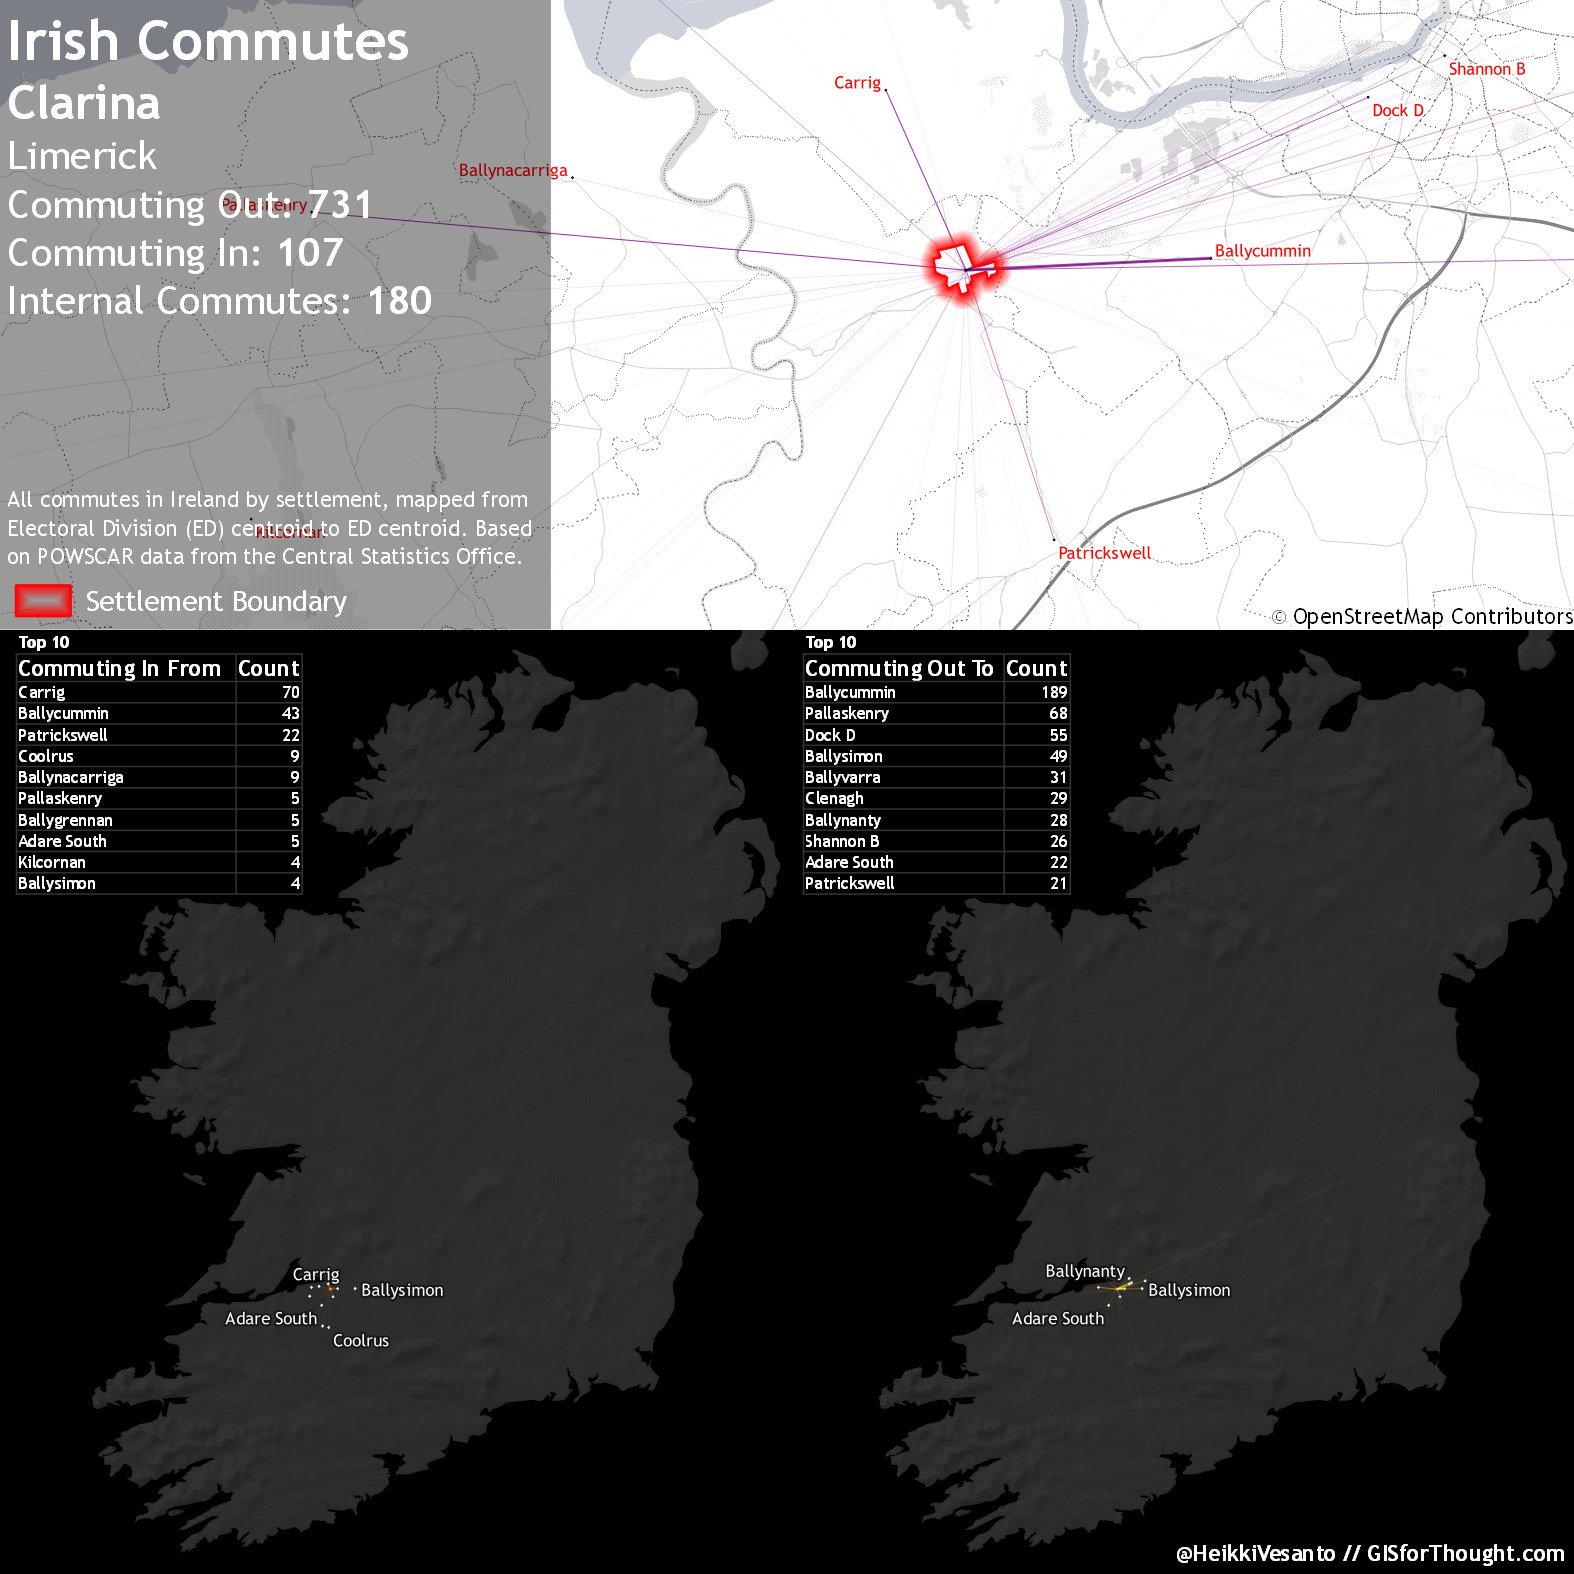 Irish Commutes
Clarina
Limerick
Commuting Out: 731
Commuting In: 107
Internal Commutes: 180
Pallaskenry
Ballynacarriga
Carrig
Shannon B
Dock D
Ballycummin
Patrickswell
Kilcornan
All commutes in Ireland by settlement, mapped from
Electoral Division (ED) centroid to ED centroid. Based
on POWSCAR data from the Central Statistics Office.
Settlement Boundary
© OpenStreetMap Contributors
Top 10
Commuting In From Count
Carrig 70
Ballycummin 43
Patrickswell 22
Coolrus 9
Ballynacarriga 9
Pallaskenry 5
Ballygrennan 5
Adare South 5
Kilcornan 4
Ballysimon 4
Top 10
Commuting Out To Count
Ballycummin 189
Pallaskenry 68
Dock D 55
Ballysimon 49
Ballyvarra 31
Clenagh 29
Ballynanty 28
Shannon B 26
Adare South 22
Patrickswell 21
Carrig
Ballysimon
Adare South
Coolrus
Ballynanty
Ballysimon
Adare South
@HeikkiVesanto // GISforThought.com